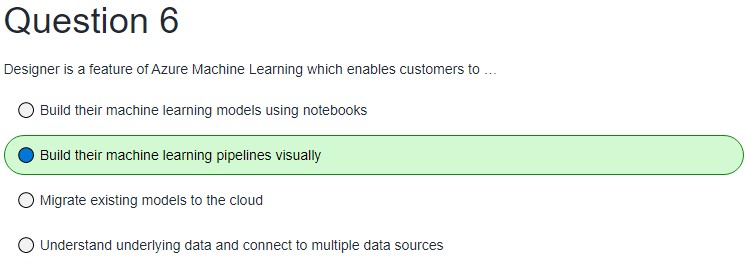 Question 6
Designer is a feature of Azure Machine Learning which enables customers to ...
Build their machine learning models using notebooks
Build their machine learning pipelines visually
Migrate existing models to the cloud
Understand underlying data and connect to multiple data sources